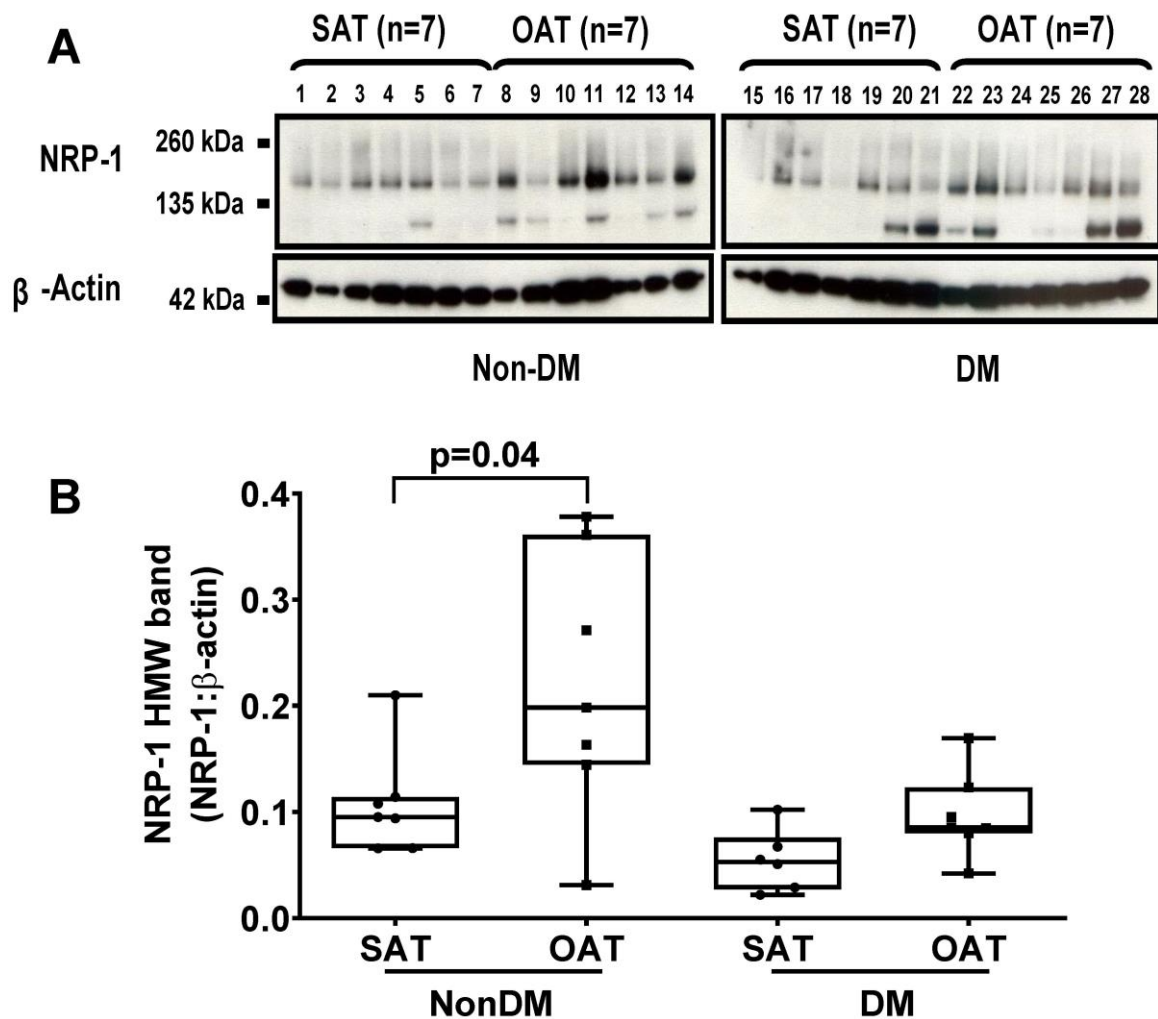 A
SAT (n=7) OAT (n=7) SAT (n=7) OAT (n=7)
1 2 3 4 5 6 7 8 9 10 11 12 13 14 15 16 17 18 19 20 21 22 23 24 25 26 27 28
NRP-1
260 kDa
135 kDa
β -Actin
42 kDa
Non-DM DM
B
p=0.04
NRP-1 HMW band
(NRP-1:β-actin)
0.4
0.3
0.2
0.1
0.0
SAT OAT SAT OAT
NonDM DM